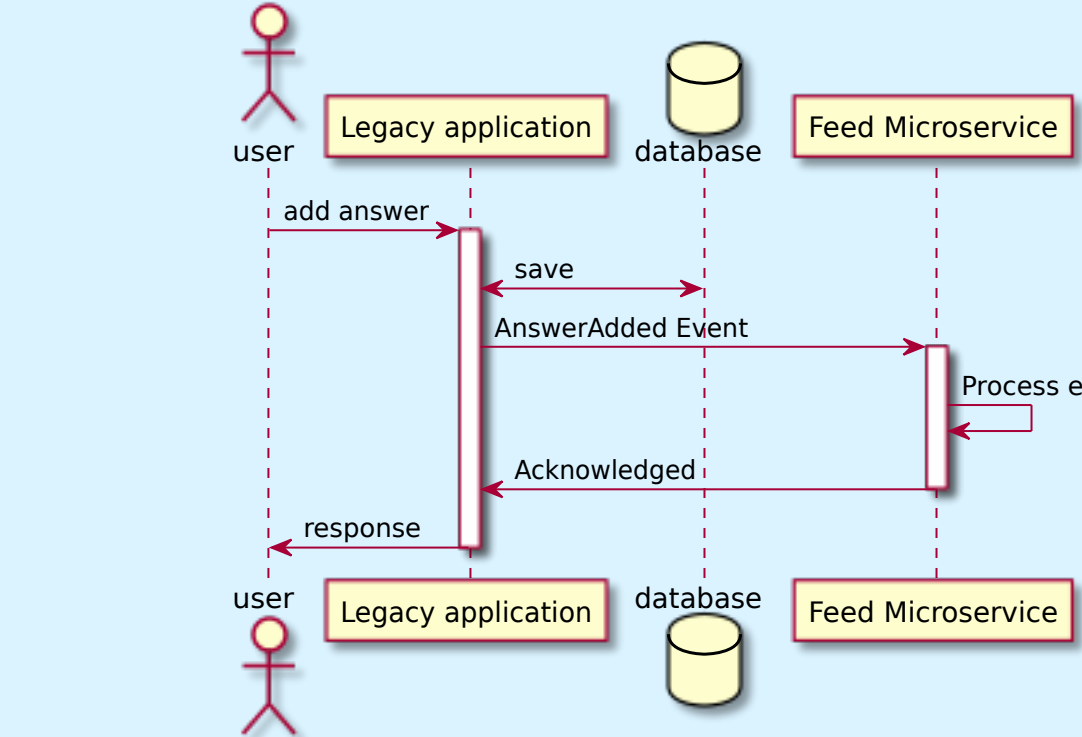 user
Legacy application
database
Feed Microservice
add answer
save
AnswerAdded Event
Process
Acknowledged
response
user
Legacy application
database
Feed Microservice